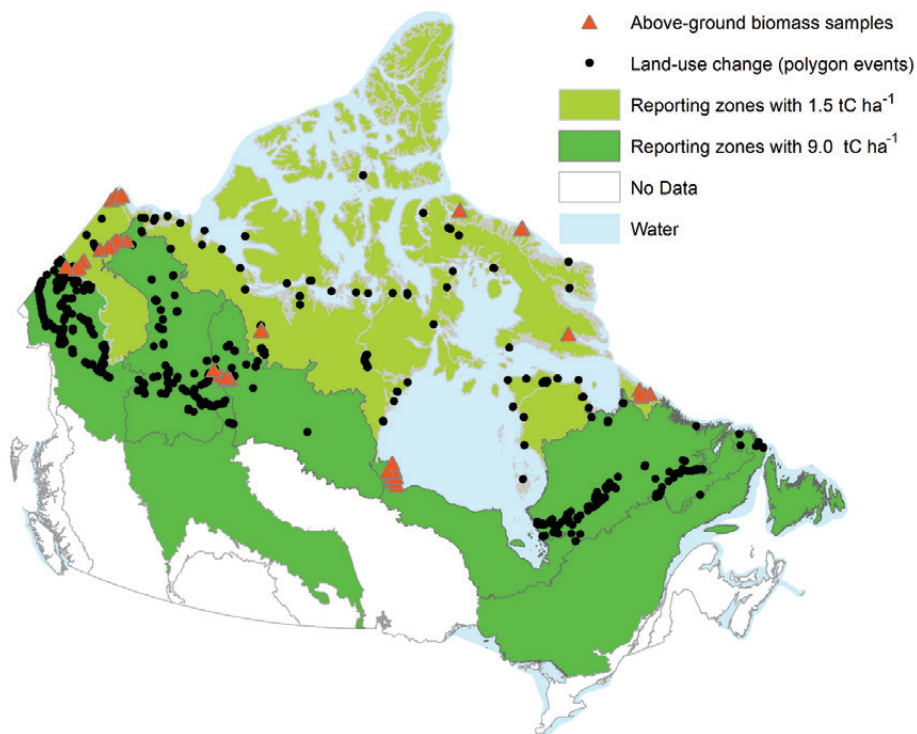 Above-ground biomass samples
Land-use change (polygon events)
Reporting zones with 1.5 tC ha⁻¹
Reporting zones with 9.0 tC ha⁻¹
No Data
Water